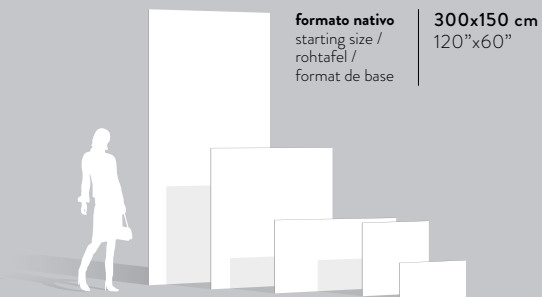 formato nativo
starting size /
rohtafel /
format de base
300x150 cm
120”x60”